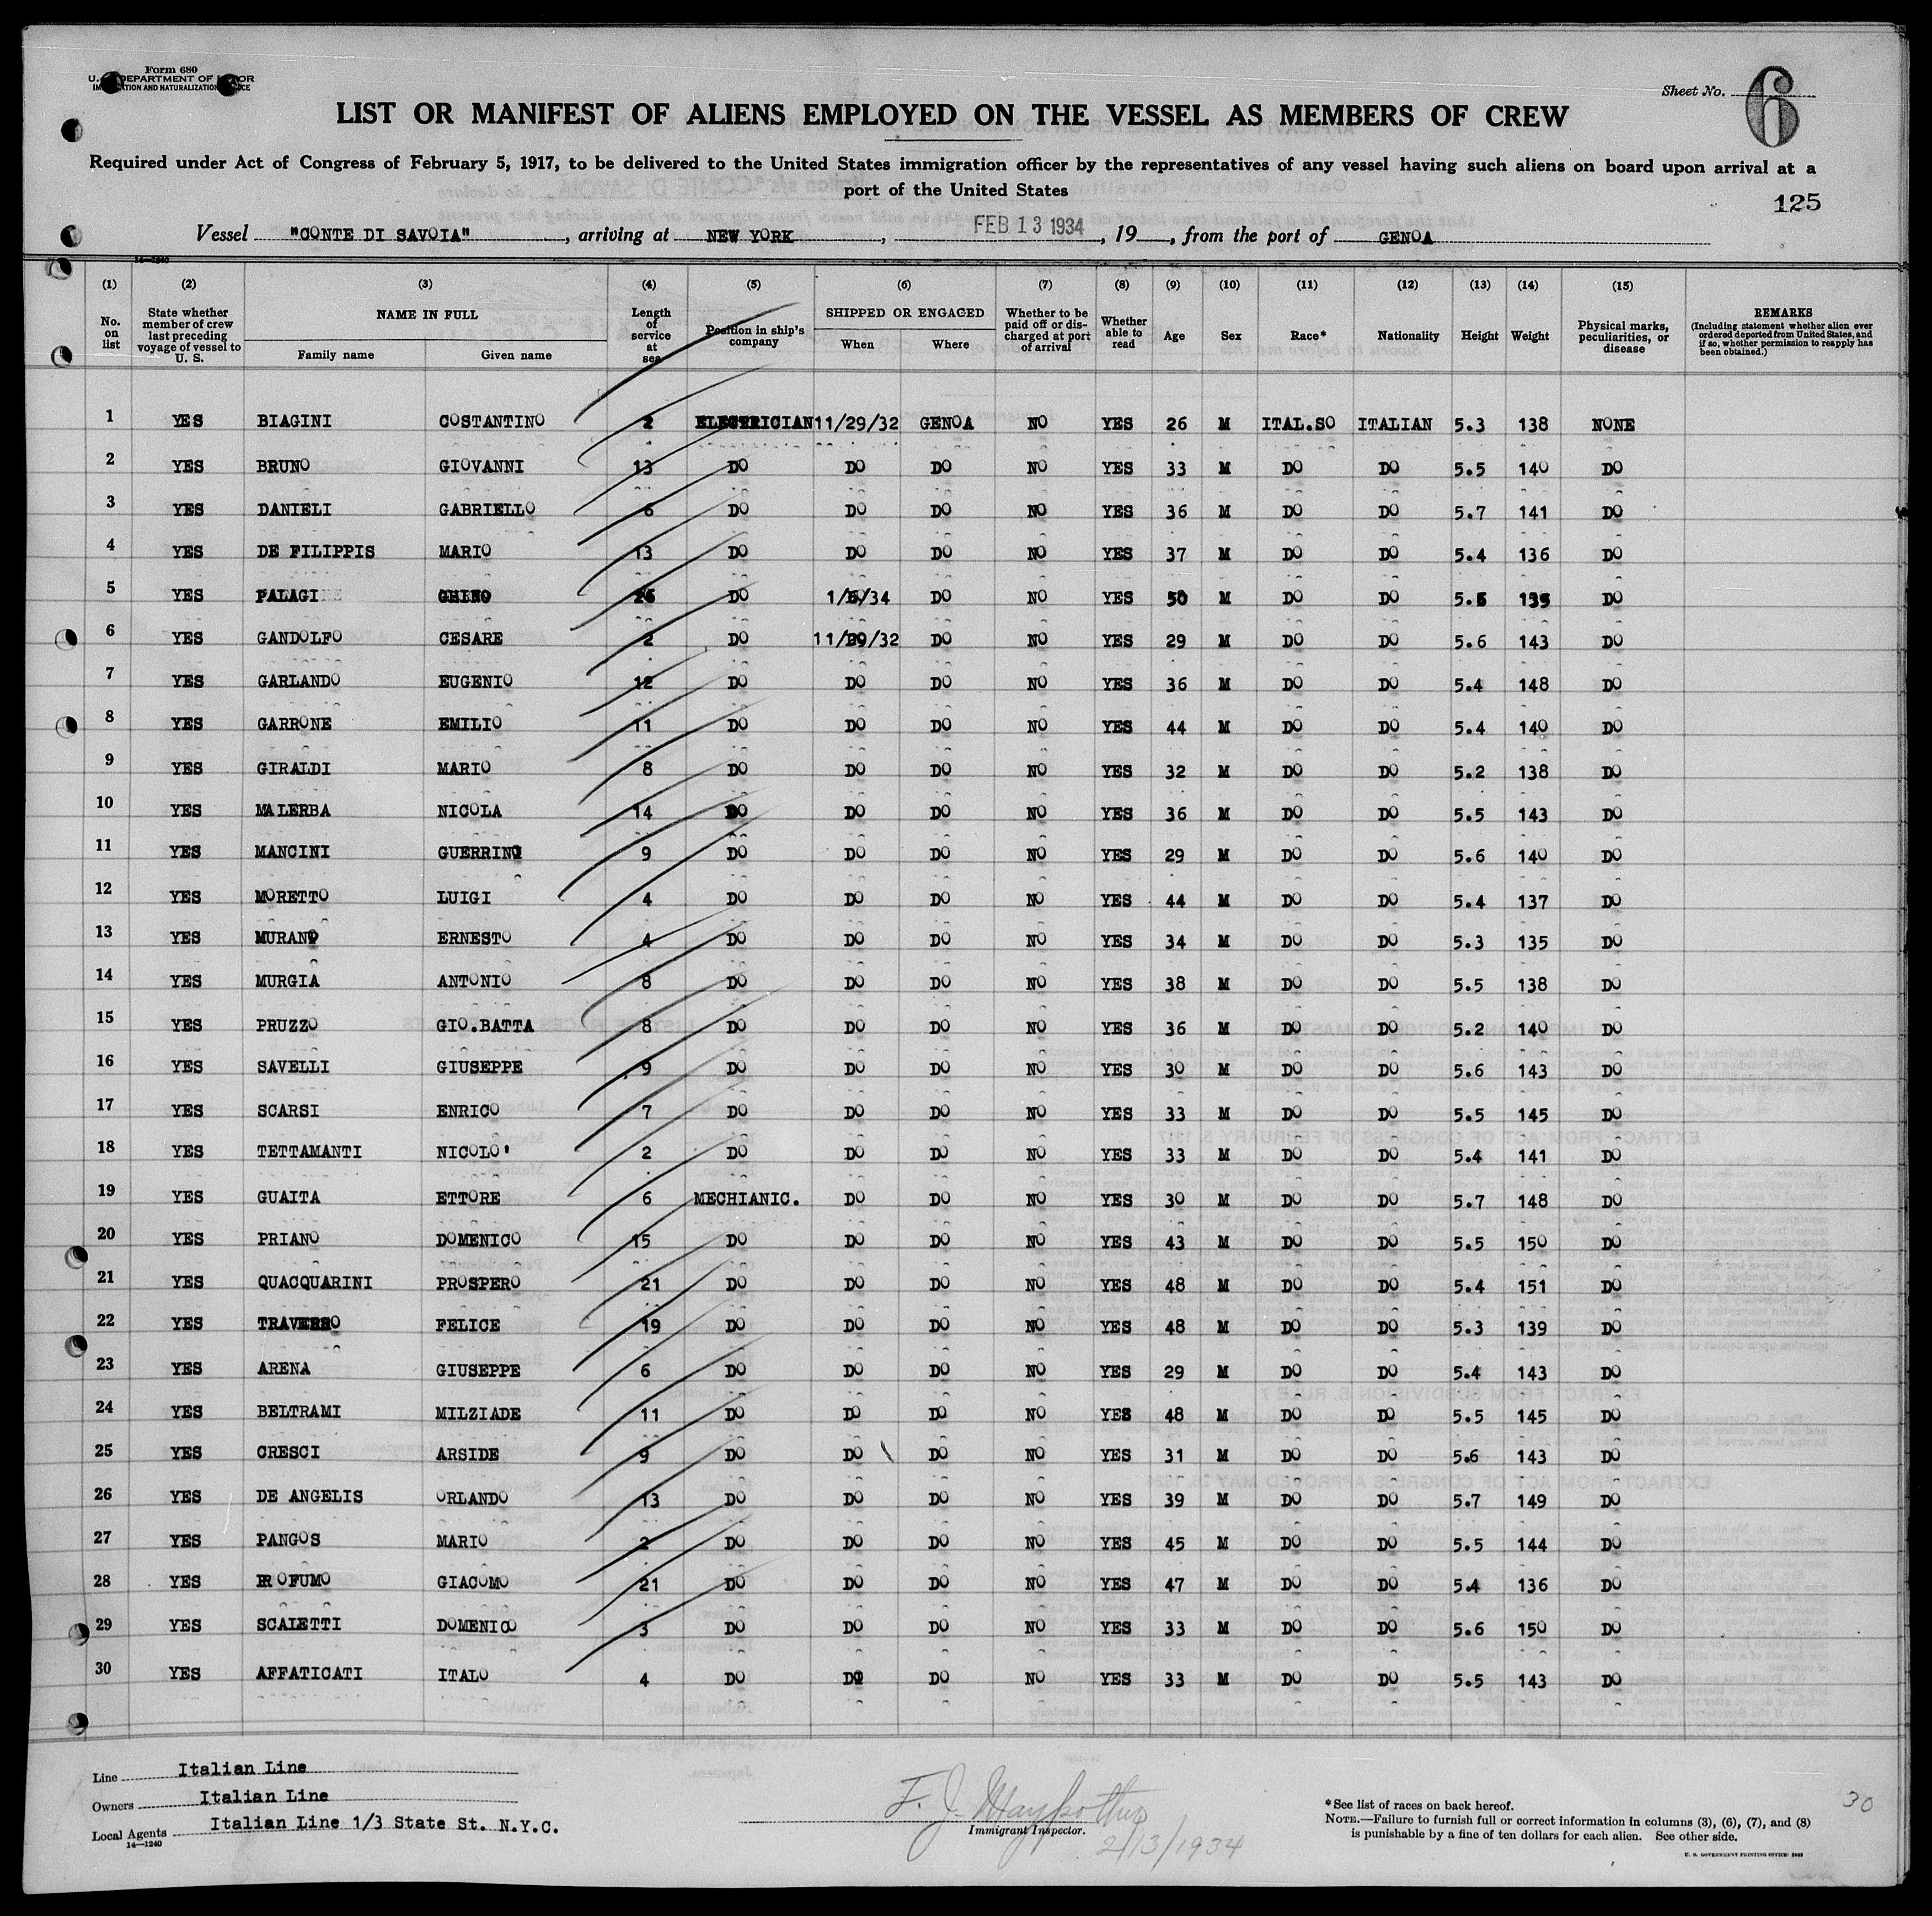 Form 680
U. DEPARTMENT OF
Sheet No. 6
LIST OR MANIFEST OF ALIENS EMPLOYED ON THE VESSEL AS MEMBERS OF CREW
Required under Act of Congress of February 5, 1917, to be delivered to the United States immigration officer by the representatives of any vessel having such aliens on board upon arrival at a
port of the United States
125
Vessel "CONTE DI SAVOIA", arriving at NEW YORK, FEB 13 1934, 19, from the port of GENOA
14—1240
(1) (2) (3) (4) (5) (6) (7) (8) (9) (10) (11) (12) (13) (14) (15)
No. on list
State whether member of crew last preceding voyage of vessel to U. S.
NAME IN FULL
Family name Given name
Length of service at sea
Position in ship's company
SHIPPED OR ENGAGED
When Where
Whether to be paid off or discharged at port of arrival
Whether able to read
Age Sex Race* Nationality Height Weight
Physical marks, peculiarities, or disease
REMARKS
(Including statement whether alien ever ordered deported from United States, and if so, whether permission to reapply has been obtained.)
1 YES BIAGINI COSTANTINO 2 ELECTRICIAN 11/29/32 GENOA NO YES 26 M ITAL.SO ITALIAN 5.3 138 NONE
2 YES BRUNO GIOVANNI 13 DO DO DO NO YES 33 M DO DO 5.5 140 DO
3 YES DANIELI GABRIELLO 6 DO DO DO NO YES 36 M DO DO 5.7 141 DO
4 YES DE FILIPPIS MARIO 13 DO DO DO NO YES 37 M DO DO 5.4 136 DO
5 YES PALAGI GHINO 26 DO 1/5/34 DO NO YES 50 M DO DO 5.5 135 DO
6 YES GANDOLFO CESARE 2 DO 11/29/32 DO NO YES 29 M DO DO 5.6 143 DO
7 YES GARLANDO EUGENIO 12 DO DO DO NO YES 36 M DO DO 5.4 148 DO
8 YES GARRONE EMILIO 11 DO DO DO NO YES 44 M DO DO 5.4 140 DO
9 YES GIRALDI MARIO 8 DO DO DO NO YES 32 M DO DO 5.2 138 DO
10 YES MALERBA NICOLA 14 DO DO DO NO YES 36 M DO DO 5.5 143 DO
11 YES MANCINI GUERRINO 9 DO DO DO NO YES 29 M DO DO 5.6 140 DO
12 YES MORETTO LUIGI 4 DO DO DO NO YES 44 M DO DO 5.4 137 DO
13 YES MURANO ERNESTO 4 DO DO DO NO YES 34 M DO DO 5.3 135 DO
14 YES MURGIA ANTONIO 8 DO DO DO NO YES 38 M DO DO 5.5 138 DO
15 YES PRUZZO GIO.BATTA 8 DO DO DO NO YES 36 M DO DO 5.2 140 DO
16 YES SAVELLI GIUSEPPE 9 DO DO DO NO YES 30 M DO DO 5.6 143 DO
17 YES SCARSI ENRICO 7 DO DO DO NO YES 33 M DO DO 5.5 145 DO
18 YES TETTAMANTI NICOLO' 2 DO DO DO NO YES 33 M DO DO 5.4 141 DO
19 YES GUAITA ETTORE 6 MECHIANIC. DO DO NO YES 30 M DO DO 5.7 148 DO
20 YES PRIANO DOMENICO 15 DO DO DO NO YES 43 M DO DO 5.5 150 DO
21 YES QUACQUARINI PROSPERO 21 DO DO DO NO YES 48 M DO DO 5.4 151 DO
22 YES TRAVERSO FELICE 19 DO DO DO NO YES 48 M DO DO 5.3 139 DO
23 YES ARENA GIUSEPPE 6 DO DO DO NO YES 29 M DO DO 5.4 143 DO
24 YES BELTRAMI MILZIADE 11 DO DO DO NO YES 48 M DO DO 5.5 145 DO
25 YES CRESCI ARSIDE 9 DO DO DO NO YES 31 M DO DO 5.6 143 DO
26 YES DE ANGELIS ORLANDO 13 DO DO DO NO YES 39 M DO DO 5.7 149 DO
27 YES PANGOS MARIO 2 DO DO DO NO YES 45 M DO DO 5.5 144 DO
28 YES PROFUMO GIACOMO 21 DO DO DO NO YES 47 M DO DO 5.4 136 DO
29 YES SCALETTI DOMENICO 3 DO DO DO NO YES 33 M DO DO 5.6 150 DO
30 YES AFFATICATI ITALO 4 DO DO DO NO YES 33 M DO DO 5.5 143 DO
Line Italian Line
Owners Italian Line
Local Agents Italian Line 1/3 State St. N.Y.C.
14—1240
F. J.
Immigrant Inspector.
2/13/1934
*See list of races on back hereof.
NOTE.—Failure to furnish full or correct information in columns (3), (6), (7), and (8)
is punishable by a fine of ten dollars for each alien. See other side.
U. S. GOVERNMENT PRINTING OFFICE:
30